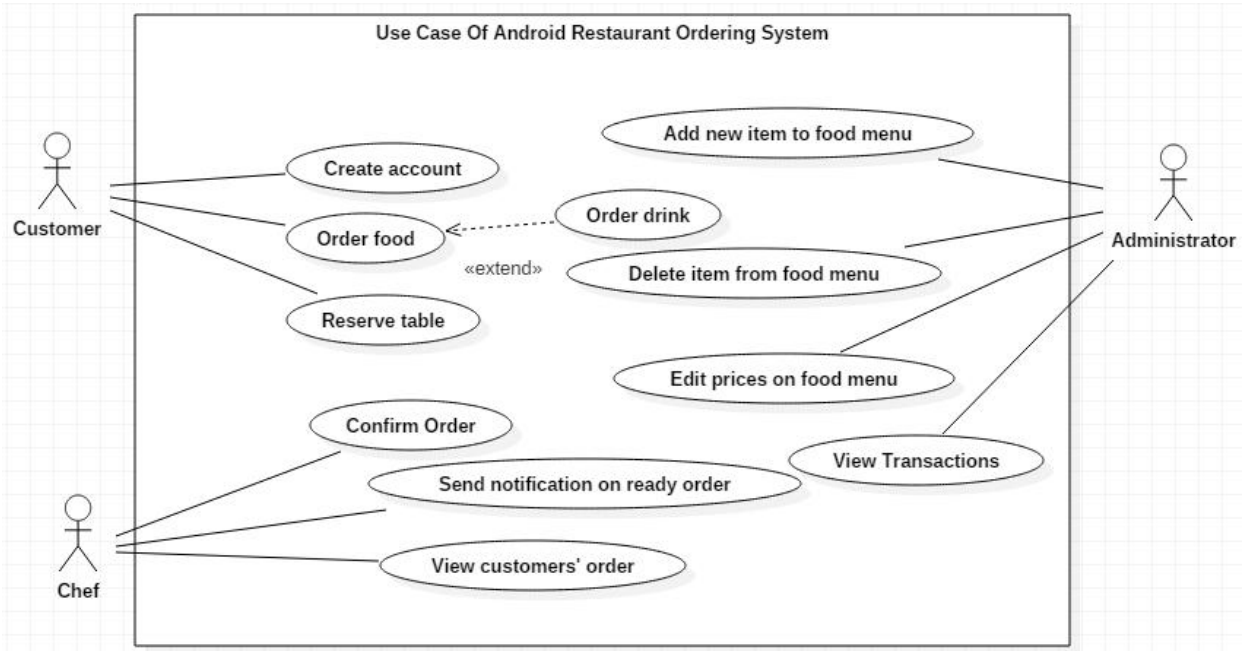 Use Case Of Android Restaurant Ordering System
Add new item to food menu
Create account
Order drink
Customer
Order food
Administrator
«extend»
Delete item from food menu
Reserve table
Edit prices on food menu
Confirm Order
View Transactions
Send notification on ready order
View customers' order
Chef